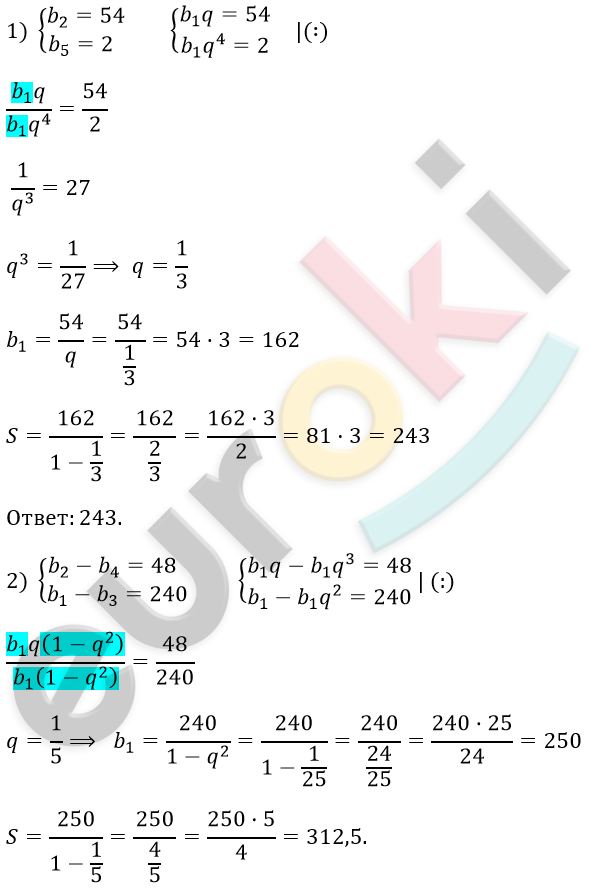 1) {b₂ = 54 {b₁q = 54
{b₅ = 2 {b₁q⁴ = 2 |(:)
b₁q/b₁q⁴ = 54/2
1/q³ = 27
q³ = 1/27 ⟹ q = 1/3
b₁ = 54/q = 54/(1/3) = 54 · 3 = 162
S = 162/(1 − 1/3) = 162/(2/3) = (162 · 3)/2 = 81 · 3 = 243
Ответ: 243.
2) {b₂ − b₄ = 48 {b₁q − b₁q³ = 48
{b₁ − b₃ = 240 {b₁ − b₁q² = 240 | (:)
b₁q(1 − q²)/b₁(1 − q²) = 48/240
q = 1/5 ⟹ b₁ = 240/(1 − q²) = 240/(1 − 1/25) = 240/(24/25) = (240 · 25)/24 = 250
S = 250/(1 − 1/5) = 250/(4/5) = (250 · 5)/4 = 312,5.
euroki